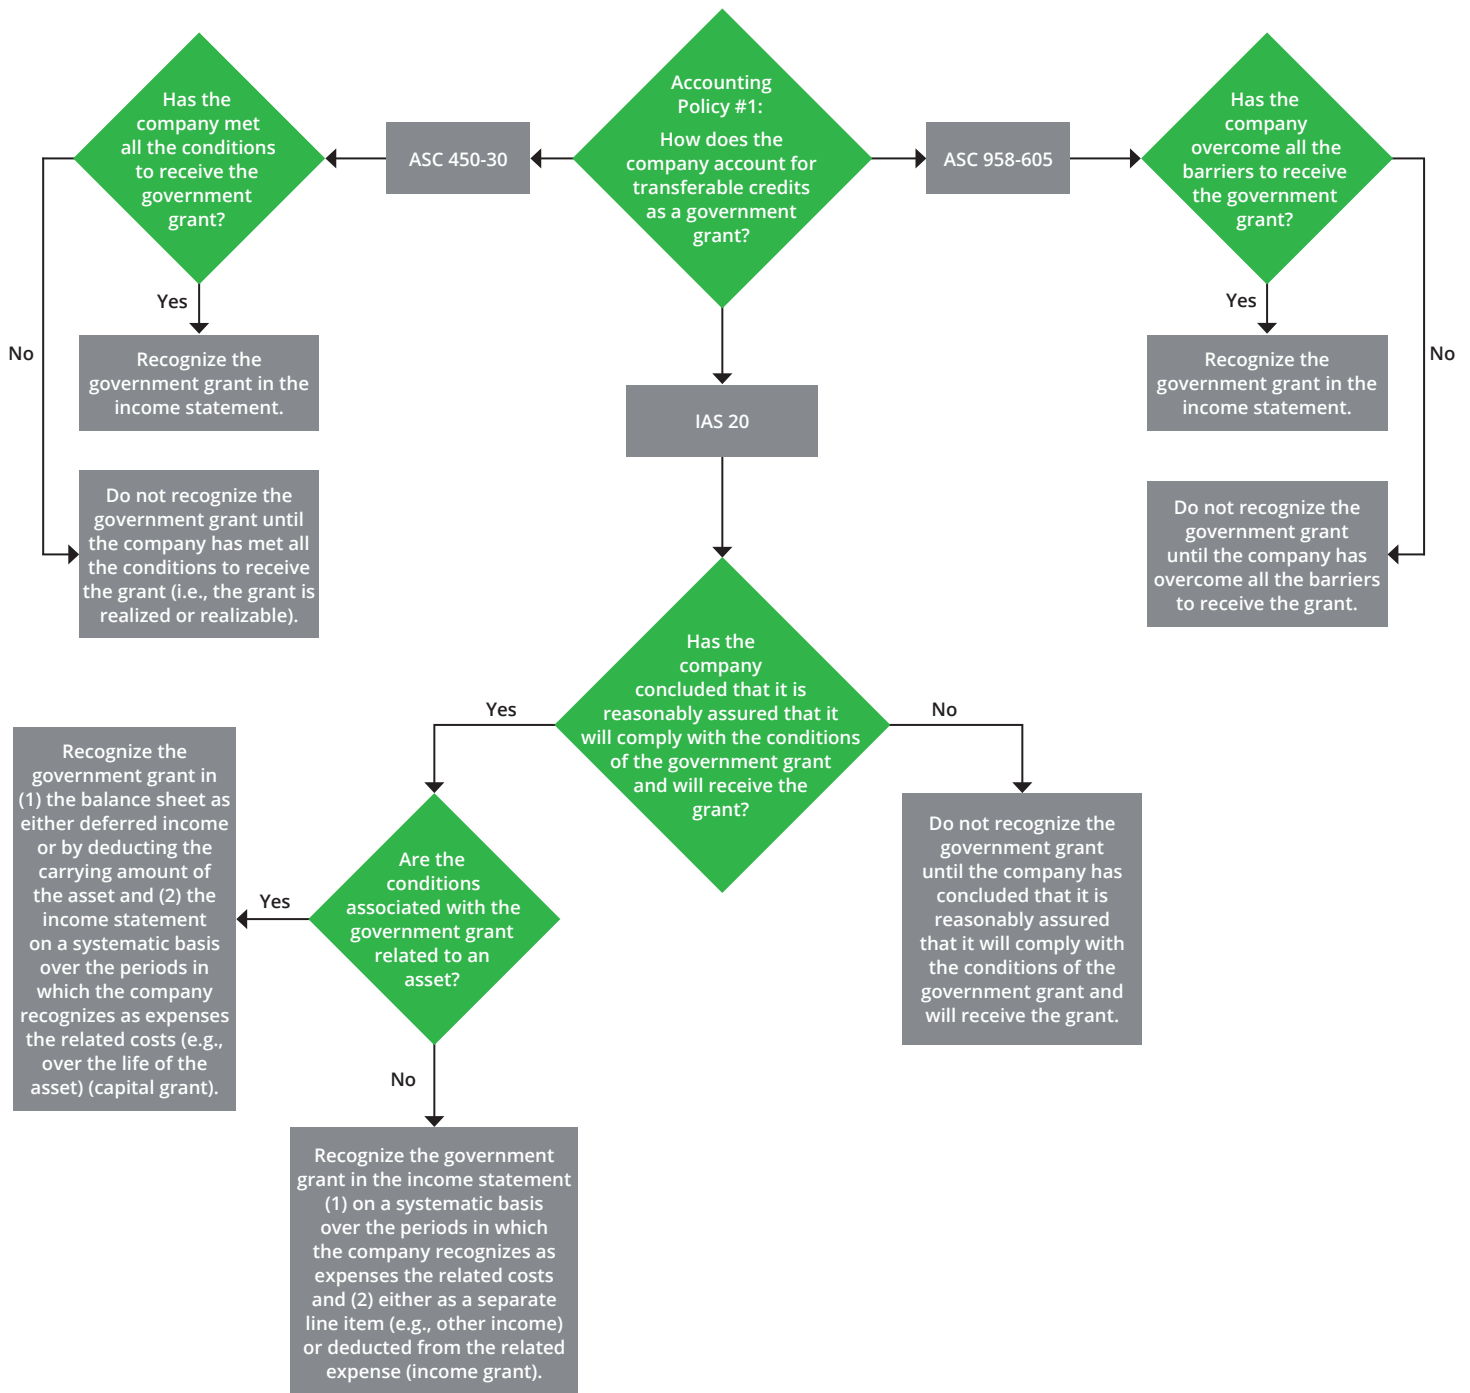 Accounting
Policy #1:
How does the
company account for
transferable credits
as a government
grant?
ASC 450-30
Has the
company met
all the conditions
to receive the
government
grant?
Yes
Recognize the
government grant in the
income statement.
No
Do not recognize the
government grant until
the company has met all
the conditions to receive
the grant (i.e., the grant is
realized or realizable).
ASC 958-605
Has the
company
overcome all the
barriers to receive
the government
grant?
Yes
Recognize the
government grant in the
income statement.
No
Do not recognize the
government grant
until the company has
overcome all the barriers
to receive the grant.
IAS 20
Has the
company
concluded that it is
reasonably assured that it
will comply with the conditions
of the government grant
and will receive the
grant?
Yes
Are the
conditions
associated with the
government grant
related to an
asset?
Yes
Recognize the
government grant in
(1) the balance sheet as
either deferred income
or by deducting the
carrying amount of
the asset and (2) the
income statement
on a systematic basis
over the periods in
which the company
recognizes as expenses
the related costs (e.g.,
over the life of the
asset) (capital grant).
No
Recognize the government
grant in the income statement
(1) on a systematic basis
over the periods in which
the company recognizes as
expenses the related costs
and (2) either as a separate
line item (e.g., other income)
or deducted from the related
expense (income grant).
No
Do not recognize the
government grant
until the company has
concluded that it is
reasonably assured
that it will comply with
the conditions of the
government grant and
will receive the grant.